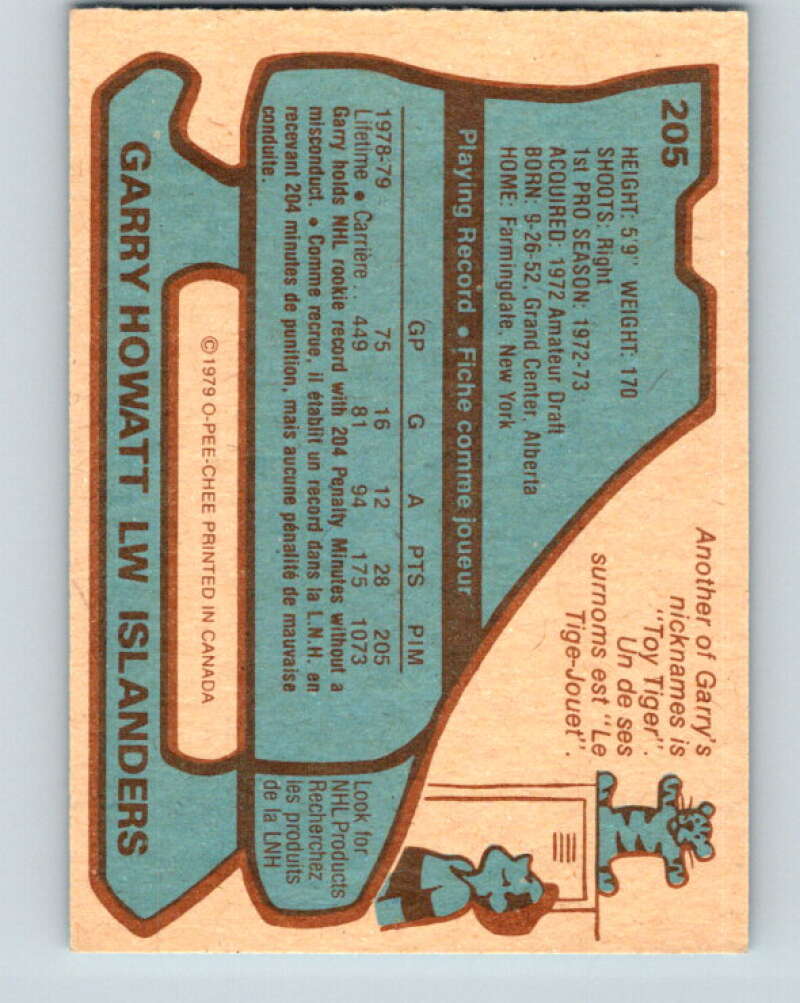 205
HEIGHT: 5'9" WEIGHT: 170
SHOOTS: Right
1st PRO SEASON: 1972-73
ACQUIRED: 1972 Amateur Draft
BORN: 9-26-52, Grand Center, Alberta
HOME: Farmingdale, New York
Playing Record • Fiche comme joueur
GP G A PTS PIM
1978-79 75 16 12 28 205
Lifetime • Carrière .. 449 81 94 175 1073
Garry holds NHL rookie record with 204 Penalty Minutes without a
misconduct. • Comme recrue, il établit un record dans la L.N.H. en
recevant 204 minutes de punition, mais aucune pénalité de mauvaise
conduite.
Another of Garry's
nicknames is
"Toy Tiger".
Un de ses
surnoms est "Le
Tige-Jouet".
Look for
NHL Products
Recherchez
les produits
de la LNH
©1979 O-PEE-CHEE PRINTED IN CANADA
GARRY HOWATT LW ISLANDERS